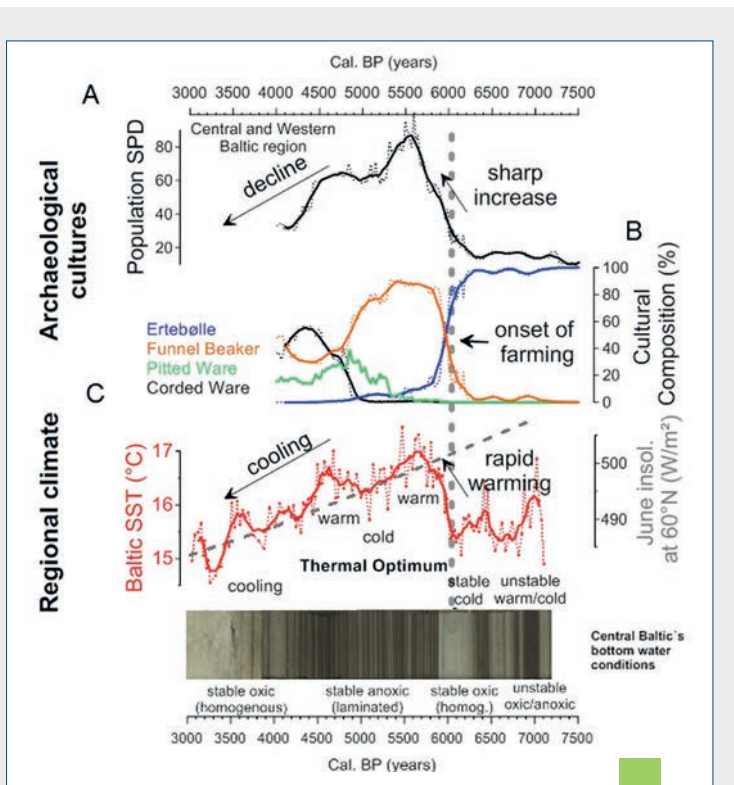 Cal. BP (years)
A
3000 3500 4000 4500 5000 5500 6000 6500 7000 7500
Archaeological
cultures
Population SPD
80
60
40
20
Central and Western
Baltic region
decline
sharp
increase
B
100
80
60
40
20
0
Cultural
Composition (%)
Ertebølle
Funnel Beaker
Pitted Ware
Corded Ware
onset of
farming
C
Regional climate
Baltic SST (°C)
17
16
15
cooling
rapid
warming
500
490
June insol.
at 60°N (W/m²)
warm
warm
cold
cooling
Thermal Optimum
stable
cold
unstable
warm/cold
Central Baltic`s
bottom water
conditions
stable oxic
(homogenous)
stable anoxic
(laminated)
stable oxic
(homog.)
unstable
oxic/anoxic
3000 3500 4000 4500 5000 5500 6000 6500 7000 7500
Cal. BP (years)